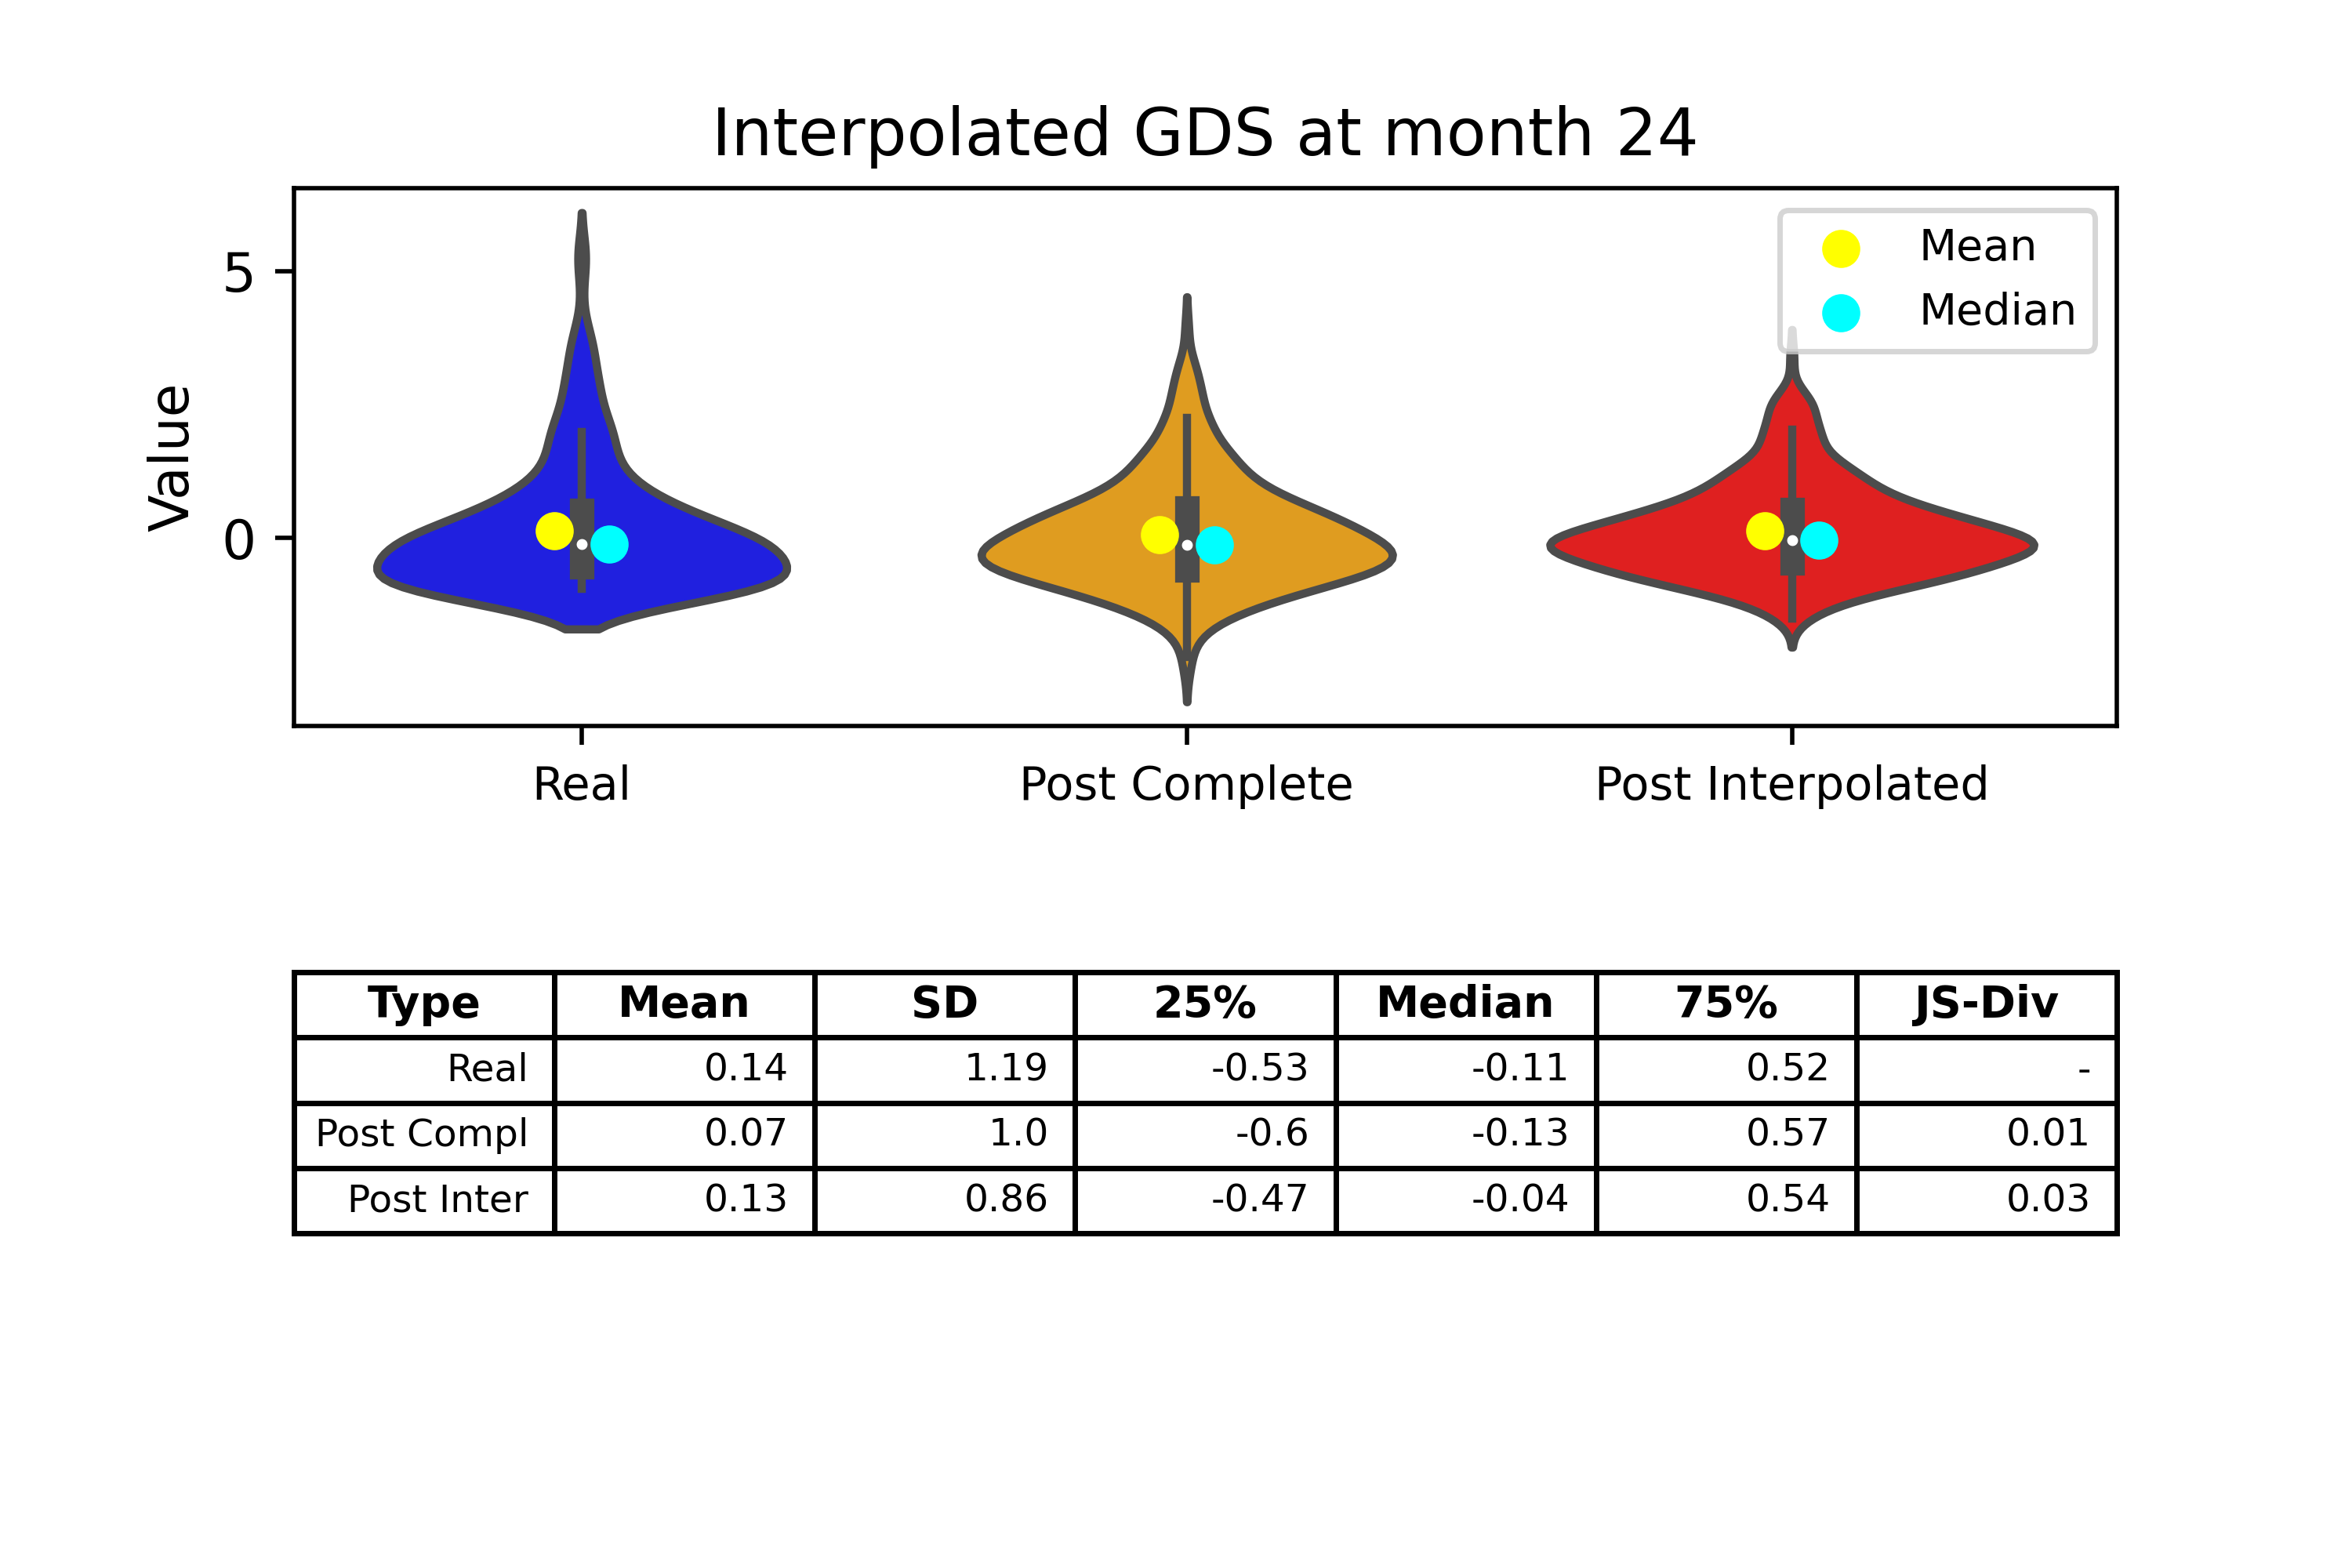 Interpolated GDS at month 24
Mean
Median
5
0
Value
Real Post Complete Post Interpolated
Type Mean SD 25% Median 75% JS-Div
Real 0.14 1.19 -0.53 -0.11 0.52 -
Post Compl 0.07 1.0 -0.6 -0.13 0.57 0.01
Post Inter 0.13 0.86 -0.47 -0.04 0.54 0.03